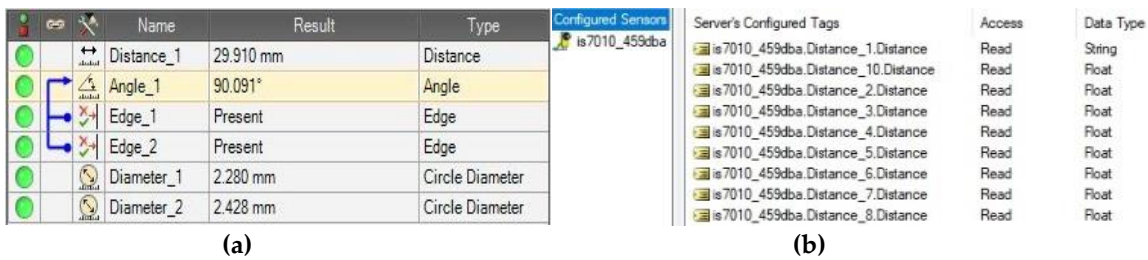 Name Result Type
Distance_1 29.910 mm Distance
Angle_1 90.091° Angle
Edge_1 Present Edge
Edge_2 Present Edge
Diameter_1 2.280 mm Circle Diameter
Diameter_2 2.428 mm Circle Diameter
(a)
Configured Sensors
is7010_459dba
Server's Configured Tags Access Data Type
is7010_459dba.Distance_1.Distance Read String
is7010_459dba.Distance_10.Distance Read Float
is7010_459dba.Distance_2.Distance Read Float
is7010_459dba.Distance_3.Distance Read Float
is7010_459dba.Distance_4.Distance Read Float
is7010_459dba.Distance_5.Distance Read Float
is7010_459dba.Distance_6.Distance Read Float
is7010_459dba.Distance_7.Distance Read Float
is7010_459dba.Distance_8.Distance Read Float
(b)